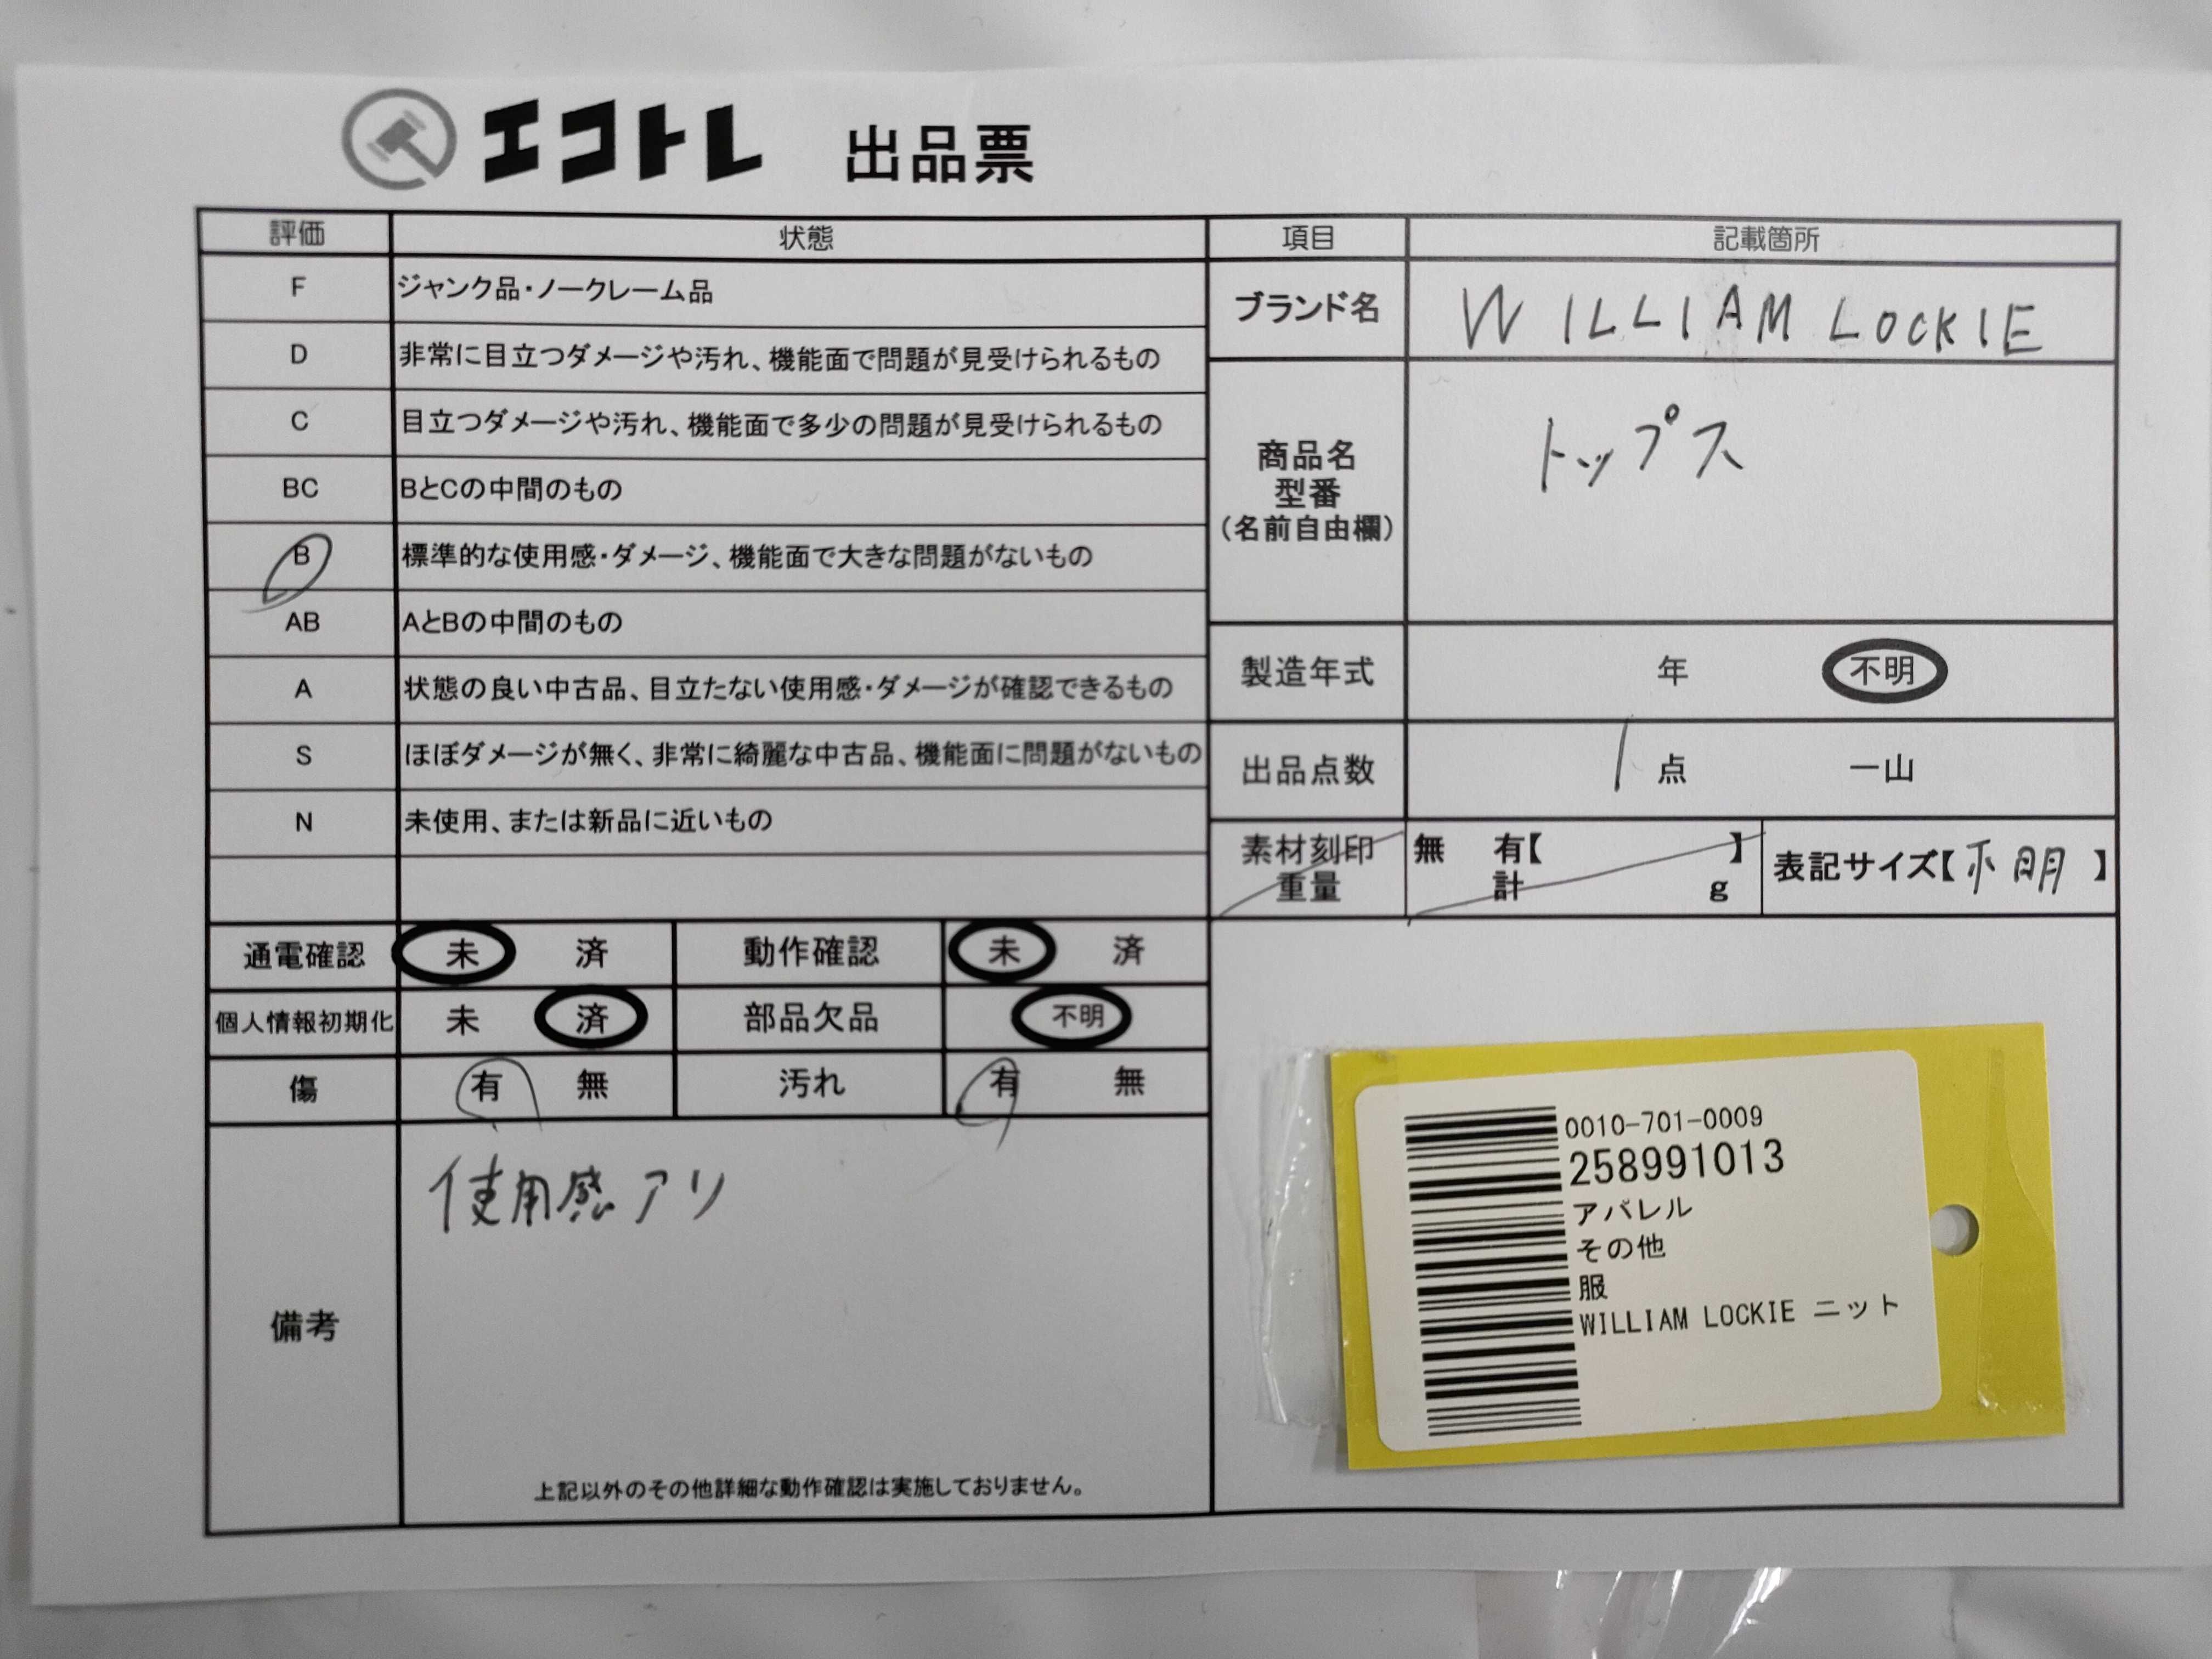 エコトレ 出品票
評価 状態
F ジャンク品・ノークレーム品
D 非常に目立つダメージや汚れ、機能面で問題が見受けられるもの
C 目立つダメージや汚れ、機能面で多少の問題が見受けられるもの
BC BとCの中間のもの
B 標準的な使用感・ダメージ、機能面で大きな問題がないもの
AB AとBの中間のもの
A 状態の良い中古品、目立たない使用感・ダメージが確認できるもの
S ほぼダメージが無く、非常に綺麗な中古品、機能面に問題がないもの
N 未使用、または新品に近いもの
通電確認 未 済 動作確認 未 済
個人情報初期化 未 済 部品欠品 不明
傷 有 無 汚れ 有 無
備考
使用感アリ
上記以外のその他詳細な動作確認は実施しておりません。
項目 記載箇所
ブランド名 WILLIAM LOCKIE
商品名
型番
(名前自由欄)
トップス
製造年式 年 不明
出品点数 1 点 一山
素材刻印 無 有【 】
重量 計 g
表記サイズ【不明】
0010-701-0009
258991013
アパレル
その他
服
WILLIAM LOCKIE ニット